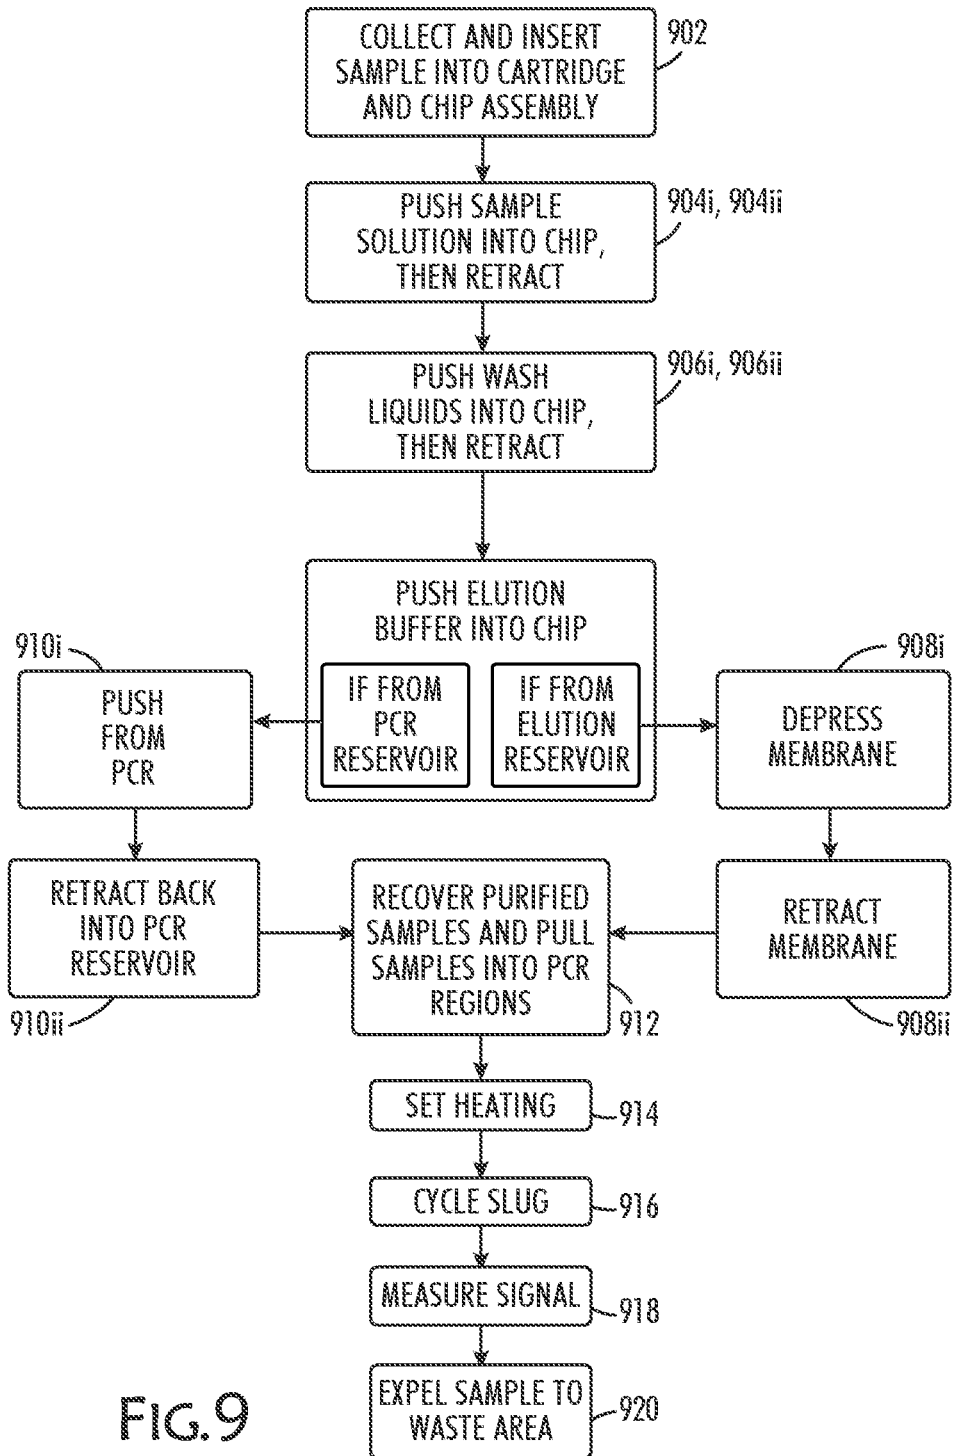 COLLECT AND INSERT
SAMPLE INTO CARTRIDGE
AND CHIP ASSEMBLY
902
PUSH SAMPLE
SOLUTION INTO CHIP,
THEN RETRACT
904i, 904ii
PUSH WASH
LIQUIDS INTO CHIP,
THEN RETRACT
906i, 906ii
PUSH ELUTION
BUFFER INTO CHIP
IF FROM
PCR
RESERVOIR
IF FROM
ELUTION
RESERVOIR
910i
PUSH
FROM
PCR
908i
DEPRESS
MEMBRANE
RETRACT BACK
INTO PCR
RESERVOIR
910ii
RECOVER PURIFIED
SAMPLES AND PULL
SAMPLES INTO PCR
REGIONS
912
RETRACT
MEMBRANE
908ii
SET HEATING
914
CYCLE SLUG
916
MEASURE SIGNAL
918
EXPEL SAMPLE TO
WASTE AREA
920
FIG.9